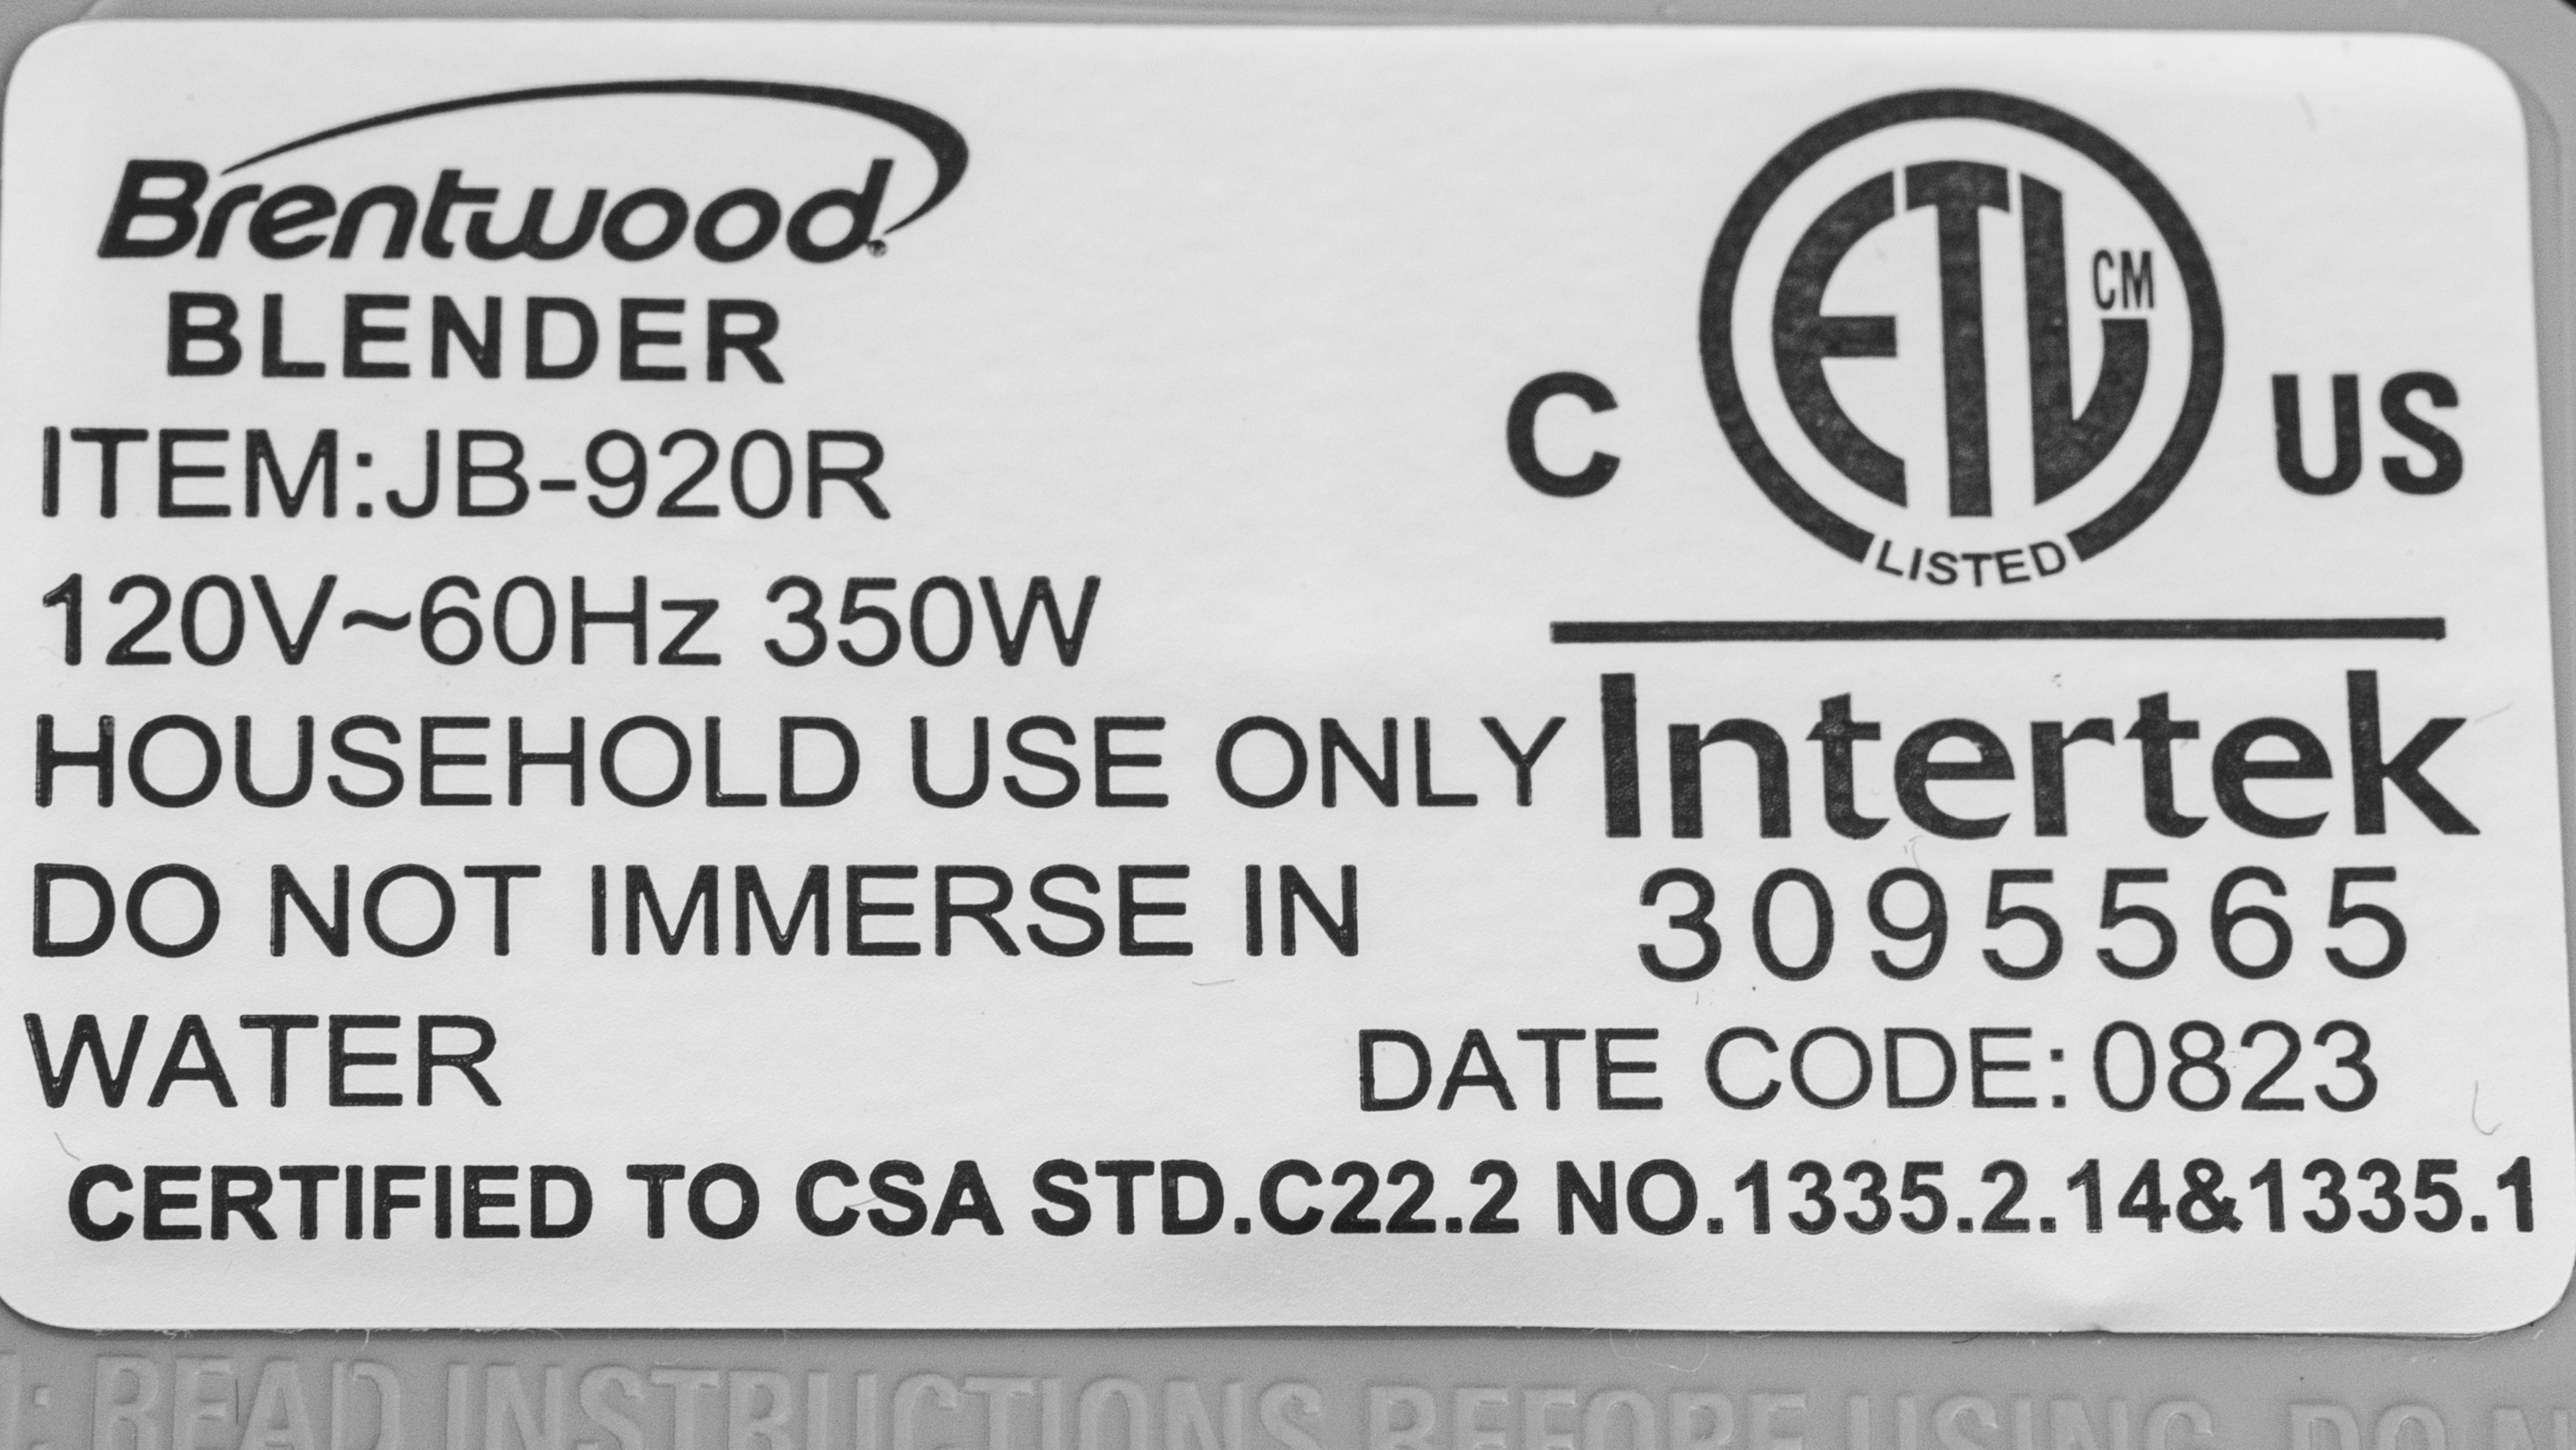 Brentwood®
BLENDER
ITEM:JB-920R
120V~60Hz 350W
HOUSEHOLD USE ONLY
DO NOT IMMERSE IN
WATER
C ETL CM US
LISTED
Intertek
3095565
DATE CODE:0823
CERTIFIED TO CSA STD.C22.2 NO.1335.2.14&1335.1
: READ INSTRUCTIONS BEFORE USING. DO